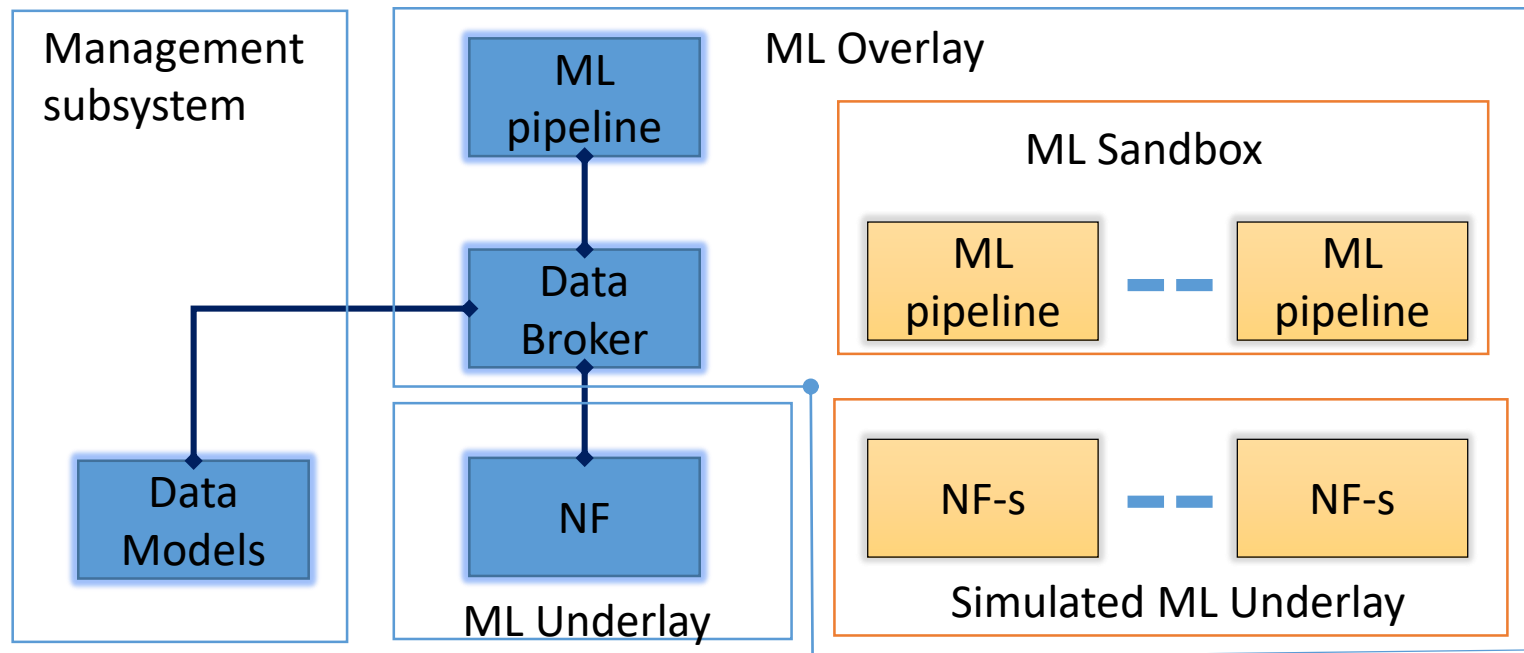 Management
subsystem
ML
pipeline
Data
Broker
Data
Models
NF
ML Underlay
ML Overlay
ML Sandbox
ML
pipeline
ML
pipeline
NF-s
NF-s
Simulated ML Underlay